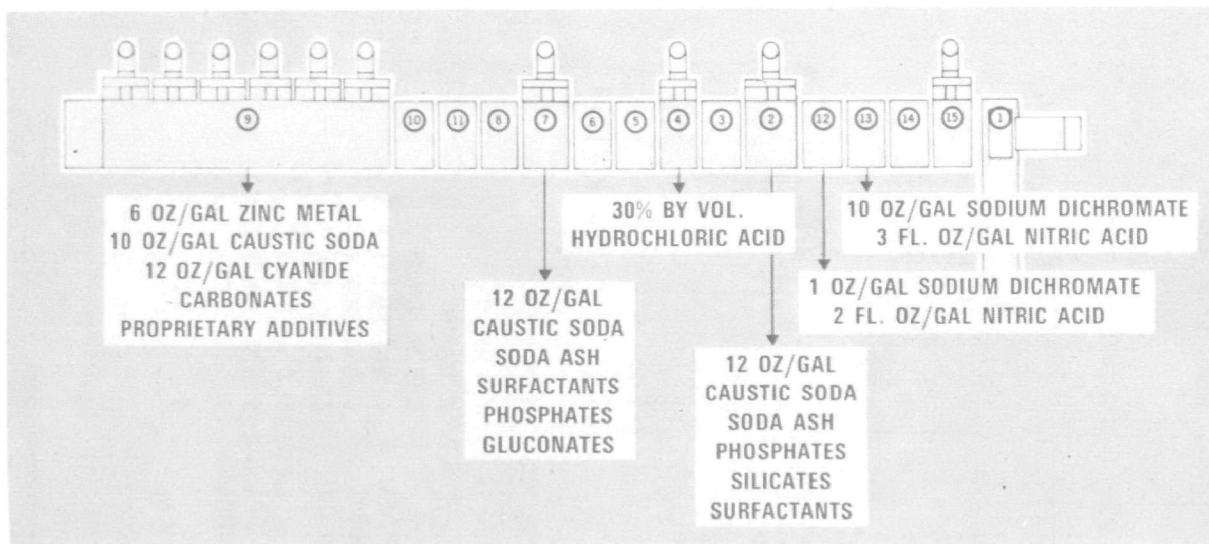 9 10 11 8 7 6 5 4 3 2 12 13 14 15 1
6 OZ/GAL ZINC METAL
10 OZ/GAL CAUSTIC SODA
12 OZ/GAL CYANIDE
CARBONATES
PROPRIETARY ADDITIVES
12 OZ/GAL
CAUSTIC SODA
SODA ASH
SURFACTANTS
PHOSPHATES
GLUCONATES
30% BY VOL.
HYDROCHLORIC ACID
12 OZ/GAL
CAUSTIC SODA
SODA ASH
PHOSPHATES
SILICATES
SURFACTANTS
1 OZ/GAL SODIUM DICHROMATE
2 FL. OZ/GAL NITRIC ACID
10 OZ/GAL SODIUM DICHROMATE
3 FL. OZ/GAL NITRIC ACID